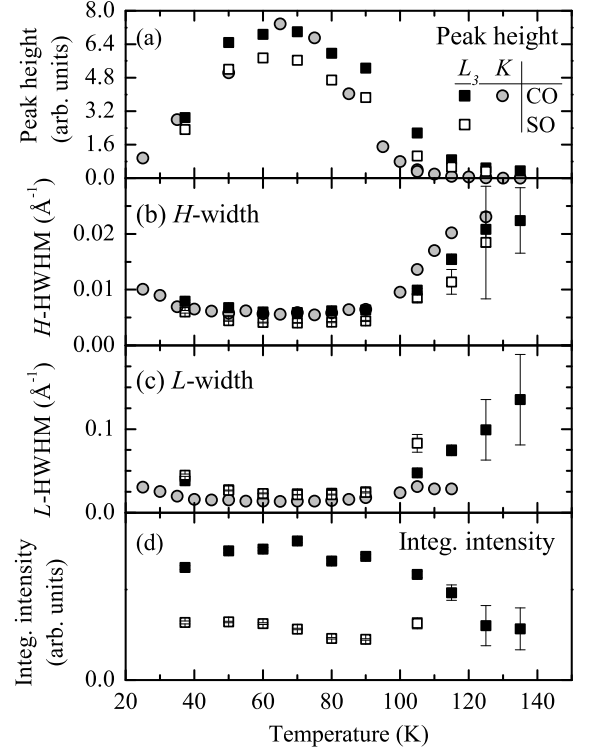 8.0
6.4
4.8
3.2
1.6
0.0
Peak height
(arb. units)
(a)
Peak height
L3 K
CO
SO
0.02
0.01
0.00
H-HWHM (Å-1)
(b) H-width
0.1
0.0
L-HWHM (Å-1)
(c) L-width
0.0
Integ. intensity
(arb. units)
(d)
Integ. intensity
20 40 60 80 100 120 140
Temperature (K)